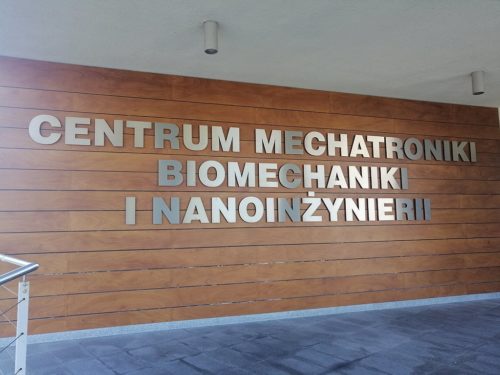 CENTRUM MECHATRONIKI
BIOMECHANIKI
I NANOINŻYNIERII